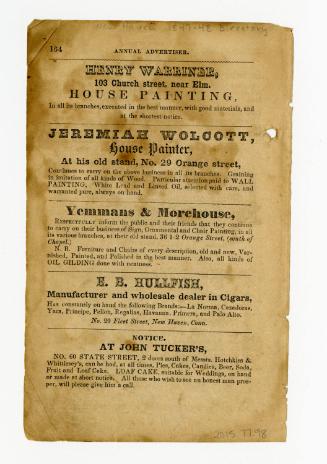 New Haven 1847-48 Directory
164 ANNUAL ADVERTISER.
HENRY WARRINER,
103 Church street, near Elm.
HOUSE PAINTING,
In all its branches, executed in the best manner, with good materials, and
at the shortest notice.
JEREMIAH WOLCOTT,
House Painter,
At his old stand, No. 29 Orange street,
Continues to carry on the above business in all its branches. Graining
in imitation of all kinds of Wood. Particular attention paid to WALL
PAINTING. White Lead and Linseed Oil, selected with care, and
warranted pure, always on hand.
Yemmans & Morehouse,
RESPECTFULLY inform the public and their friends that they continue
to carry on their business of Sign, Ornamental and Chair Painting, in all
its various branches, at their old stand, 36 1-2 Orange Street, (south of
Chapel.)
N. B. Furniture and Chairs of every description, old and new, Var-
nished, Painted, and Polished in the best manner. Also, all kinds of
OIL GILDING done with neatness.
E. B. HULLFISH,
Manufacturer and wholesale dealer in Cigars,
Has constantly on hand the following Brands:—La Norma, Cazadores,
Yara, Principe, Pellon, Regalias, Havanas, Primera, and Palo Alto.
No. 20 Fleet Street, New Haven, Conn.
NOTICE.
AT JOHN TUCKER'S,
NO. 60 STATE STREET, 2 doors south of Messrs. Hotchkiss &
Whittlesey's, can be had, at all times, Pies, Cakes, Candies, Beer, Soda,
Fruit and Loaf Cake. LOAF CAKE, suitable for Weddings, on hand
or made at short notice. All those who wish to see an honest man pros-
per, will please give him a call.
2015.77.98